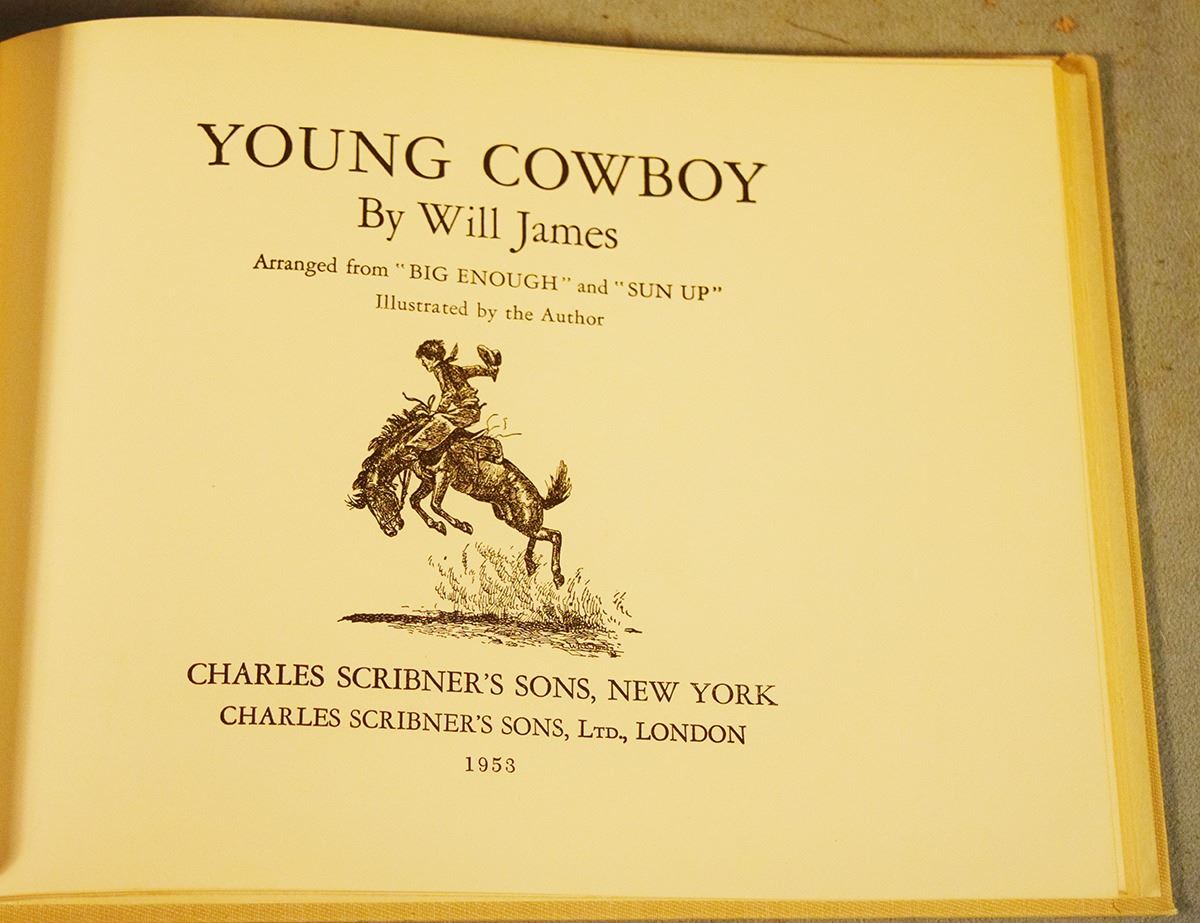 YOUNG COWBOY
By Will James
Arranged from "BIG ENOUGH" and "SUN UP"
Illustrated by the Author
CHARLES SCRIBNER'S SONS, NEW YORK
CHARLES SCRIBNER'S SONS, LTD., LONDON
1953